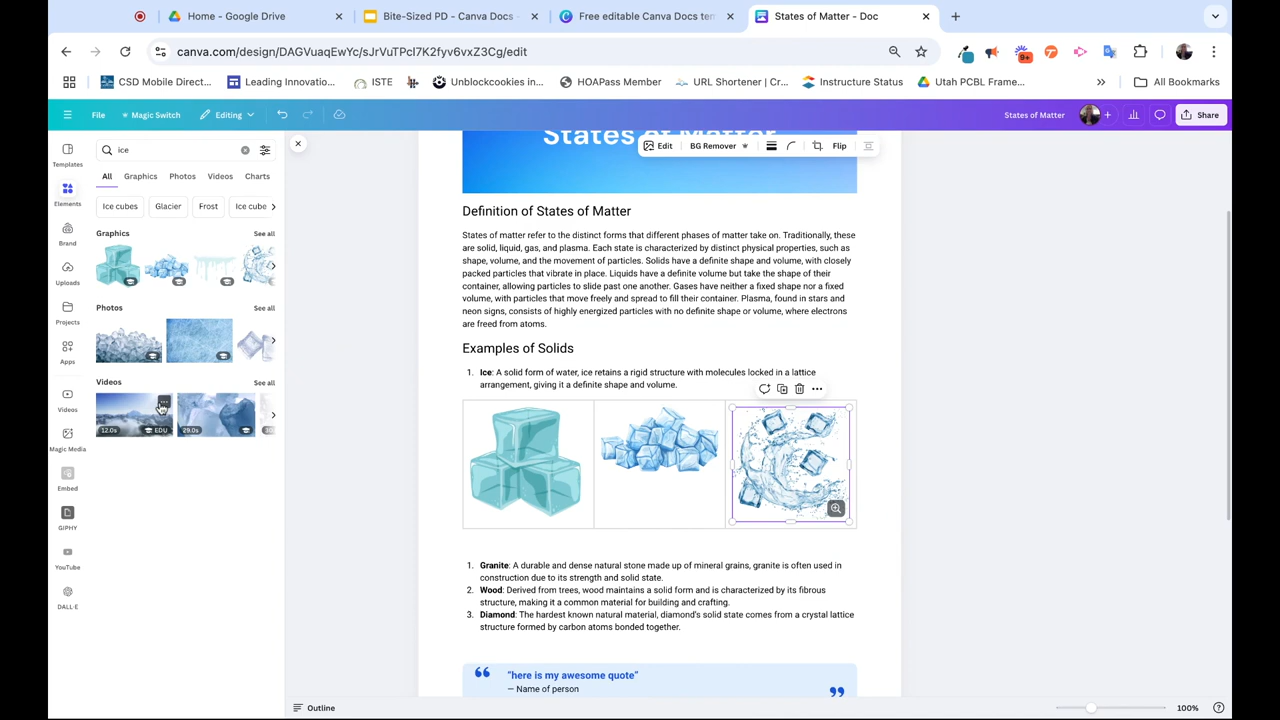 Home - Google Drive
Bite-Sized PD - Canva Docs -
Free editable Canva Docs tem
States of Matter - Doc
canva.com/design/DAGVuaqEwYc/sJrVuTPcI7K2fyv6vxZ3Cg/edit
9+
CSD Mobile Direct...
Leading Innovatio...
ISTE
Unblockcookies in...
HOAPass Member
URL Shortener | Cr...
Instructure Status
Utah PCBL Frame...
All Bookmarks
File
Magic Switch
Editing
States of Matter
Share
Templates
Elements
Brand
Uploads
Projects
Apps
Videos
Magic Media
Embed
GIPHY
YouTube
DALL·E
ice
All
Graphics
Photos
Videos
Charts
Ice cubes
Glacier
Frost
Ice cube
Graphics
See all
Photos
See all
Videos
See all
12.0s
EDU
29.0s
Edit
BG Remover
Flip
States of Matter
Definition of States of Matter
States of matter refer to the distinct forms that different phases of matter take on. Traditionally, these
are solid, liquid, gas, and plasma. Each state is characterized by distinct physical properties, such as
shape, volume, and the movement of particles. Solids have a definite shape and volume, with closely
packed particles that vibrate in place. Liquids have a definite volume but take the shape of their
container, allowing particles to slide past one another. Gases have neither a fixed shape nor a fixed
volume, with particles that move freely and spread to fill their container. Plasma, found in stars and
neon signs, consists of highly energized particles with no definite shape or volume, where electrons
are freed from atoms.
Examples of Solids
1. Ice: A solid form of water, ice retains a rigid structure with molecules locked in a lattice
arrangement, giving it a definite shape and volume.
1. Granite: A durable and dense natural stone made up of mineral grains, granite is often used in
construction due to its strength and solid state.
2. Wood: Derived from trees, wood maintains a solid form and is characterized by its fibrous
structure, making it a common material for building and crafting.
3. Diamond: The hardest known natural material, diamond's solid state comes from a crystal lattice
structure formed by carbon atoms bonded together.
“here is my awesome quote”
— Name of person
Outline
100%